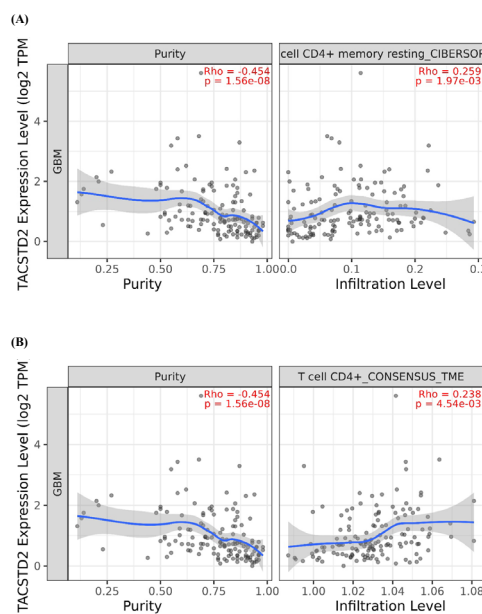 (A)
Purity
cell CD4+ memory resting_CIBERSOR
Rho = -0.454
p = 1.56e-08
Rho = 0.259
p = 1.97e-03
TACSTD2 Expression Level (log2 TPM
GBM
4
2
0
0.25
0.50
0.75
1.00
0.0
0.1
0.2
0.3
Purity
Infiltration Level
(B)
Purity
T cell CD4+_CONSENSUS_TME
Rho = -0.454
p = 1.56e-08
Rho = 0.238
p = 4.54e-03
TACSTD2 Expression Level (log2 TPM
GBM
4
2
0
0.25
0.50
0.75
1.00
1.00
1.02
1.04
1.06
1.08
Purity
Infiltration Level